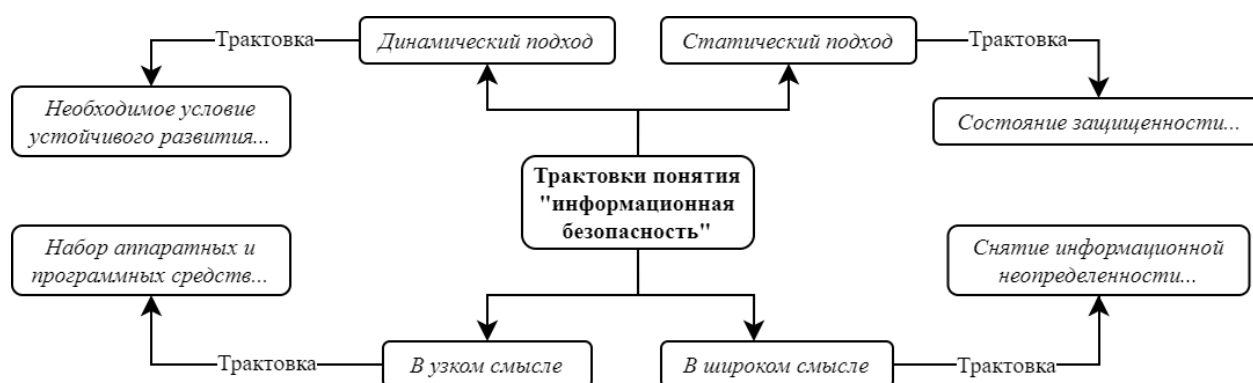 Трактовка
Динамический подход
Статический подход
Трактовка
Необходимое условие
устойчивого развития...
Состояние защищенности...
Трактовки понятия
"информационная
безопасность"
Набор аппаратных и
программных средств...
Снятие информационной
неопределенности...
Трактовка
В узком смысле
В широком смысле
Трактовка